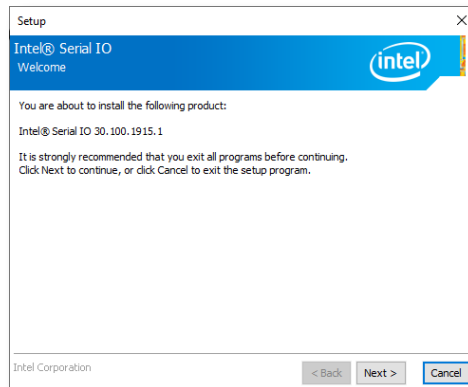 Setup
Intel® Serial IO
Welcome
intel
You are about to install the following product:
Intel® Serial IO 30.100.1915.1
It is strongly recommended that you exit all programs before continuing.
Click Next to continue, or click Cancel to exit the setup program.
Intel Corporation
< Back Next > Cancel